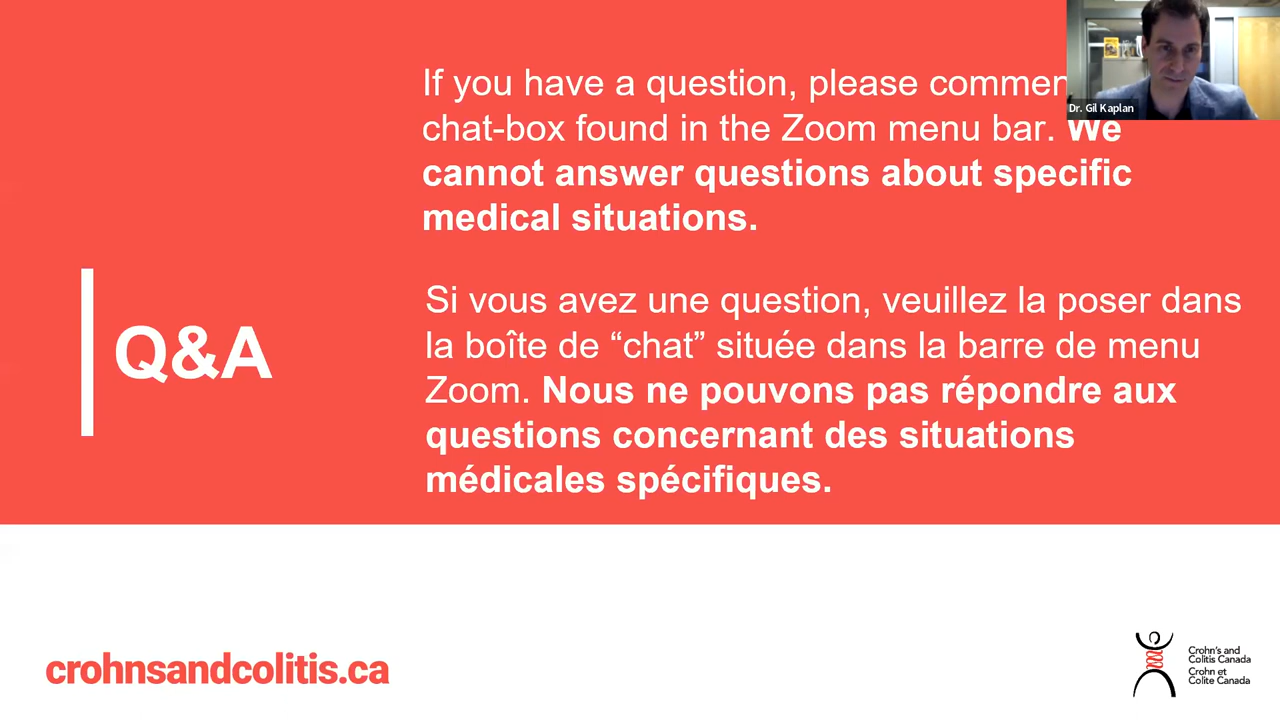 If you have a question, please
chat-box found in the Zoom menu bar. We
cannot answer questions about specific
medical situations.
Dr. Gil Kaplan
Si vous avez une question, veuillez la poser dans
la boîte de “chat” située dans la barre de menu
Zoom. Nous ne pouvons pas répondre aux
questions concernant des situations
médicales spécifiques.
Q&A
crohnsandcolitis.ca
Crohn's and
Colitis Canada
Crohn et
Colite Canada